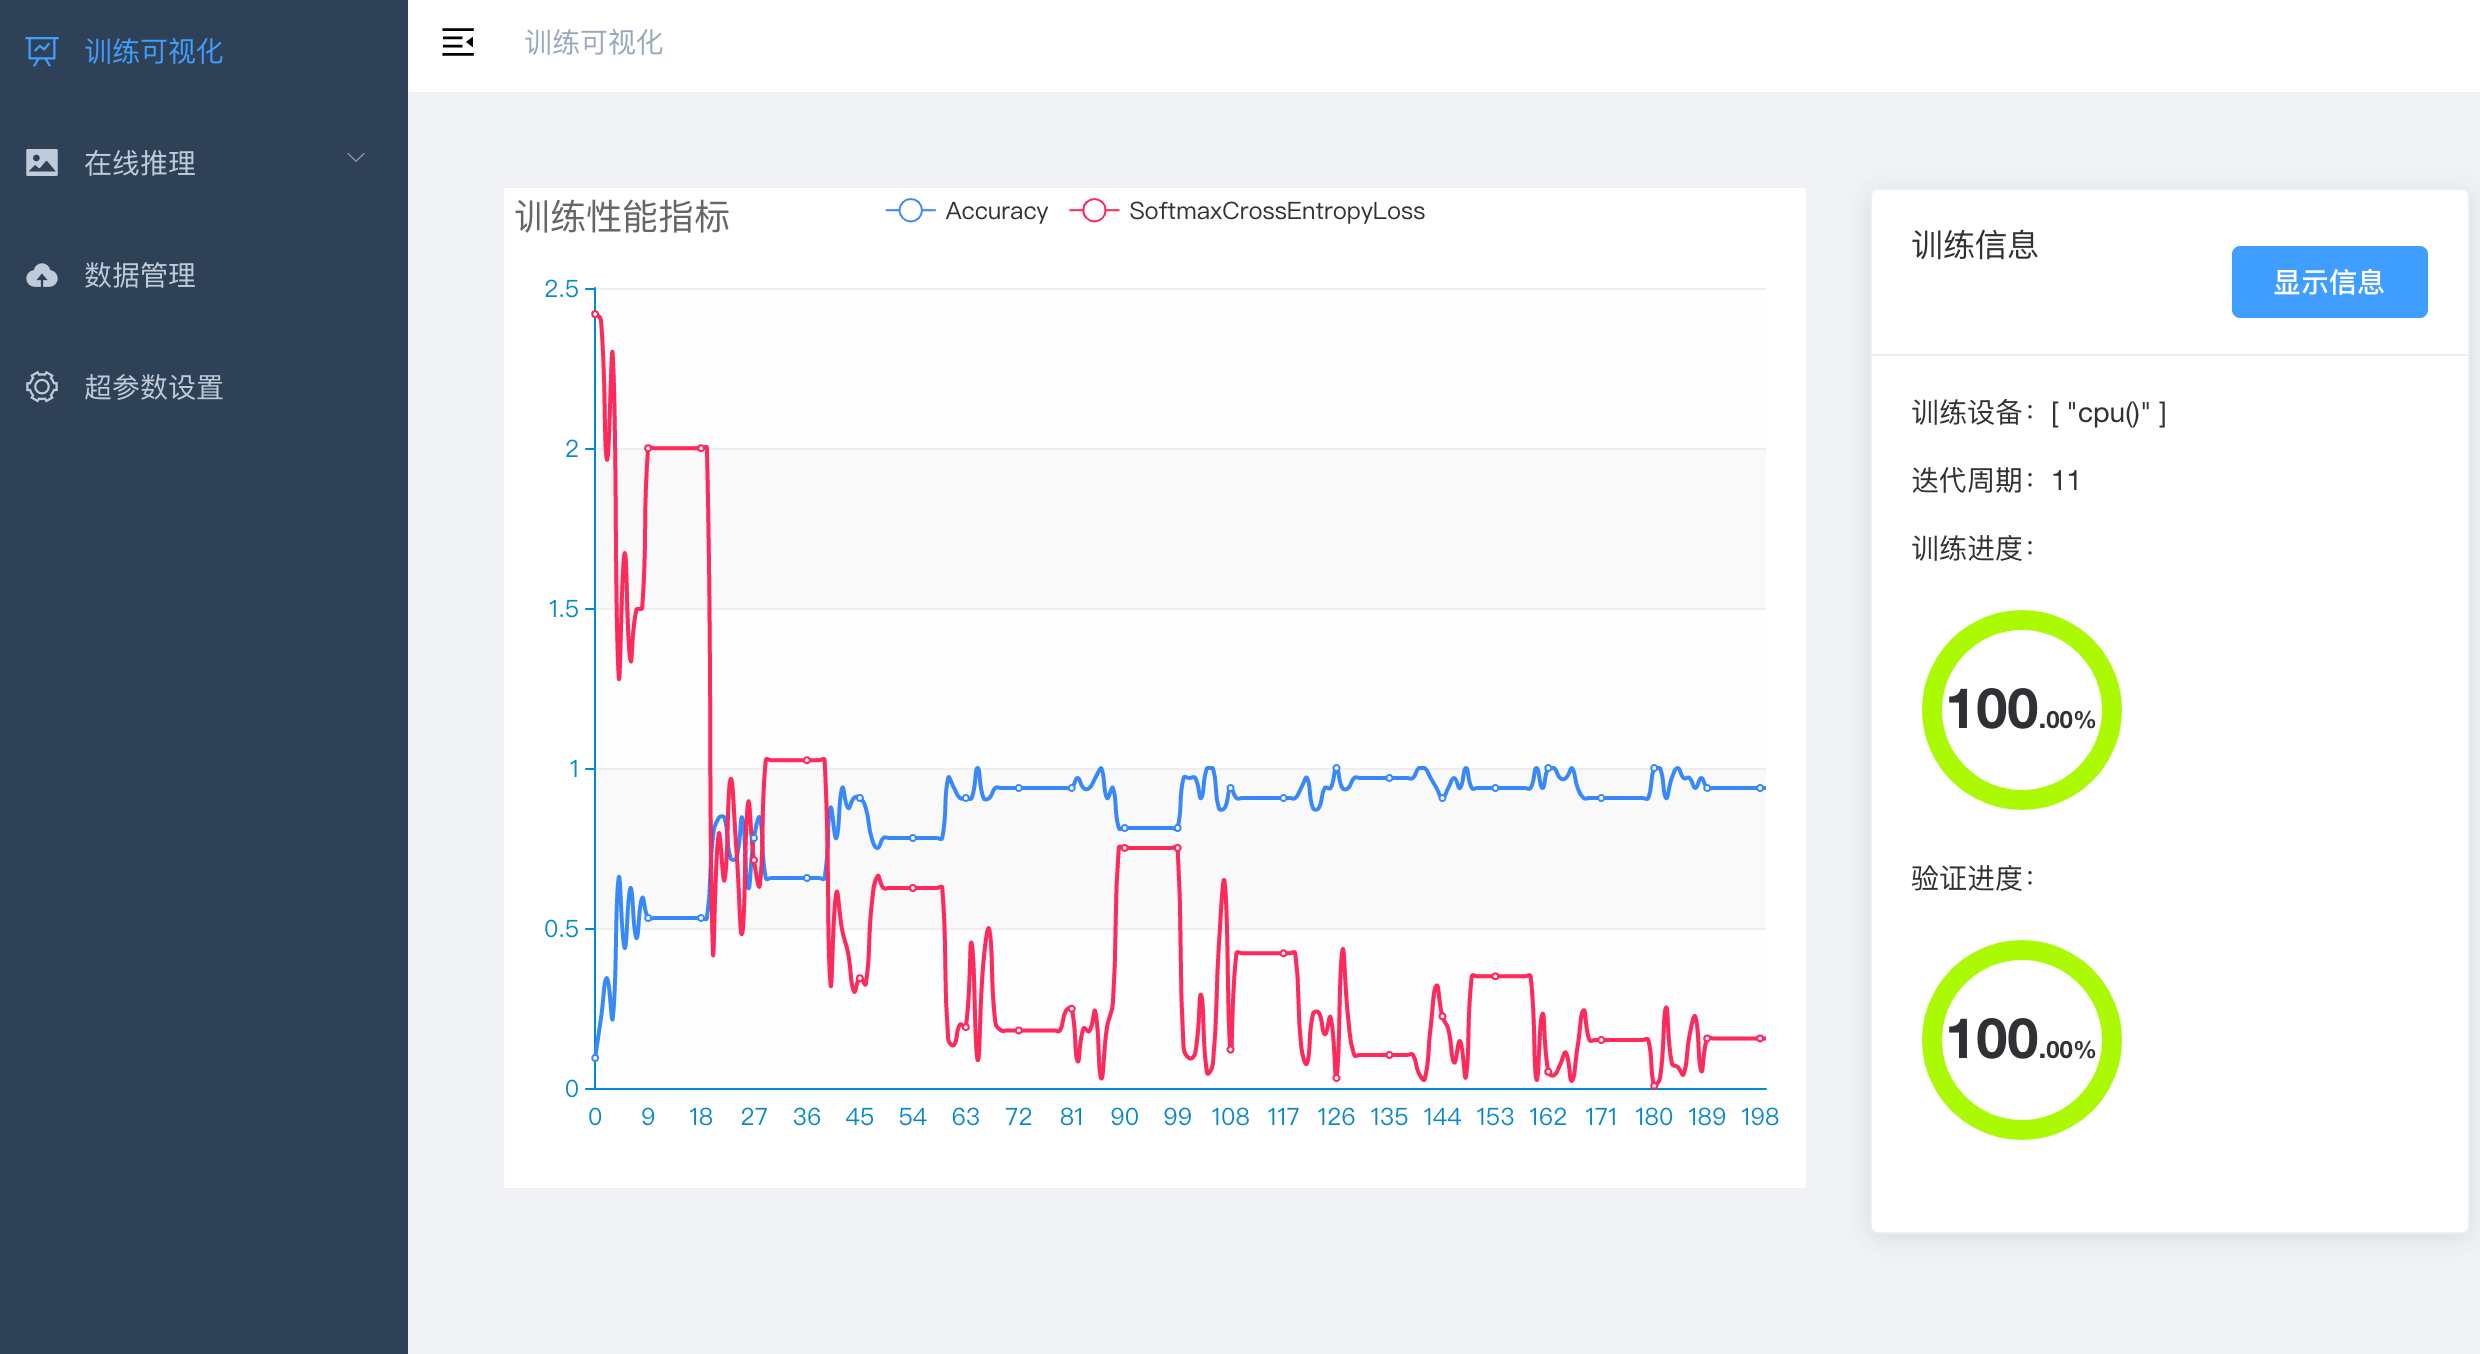 训练可视化
在线推理
数据管理
超参数设置
训练可视化
训练性能指标
Accuracy SoftmaxCrossEntropyLoss
2.5
2
1.5
1
0.5
0
0 9 18 27 36 45 54 63 72 81 90 99 108 117 126 135 144 153 162 171 180 189 198
训练信息
显示信息
训练设备：[ "cpu()" ]
迭代周期：11
训练进度：
100.00%
验证进度：
100.00%